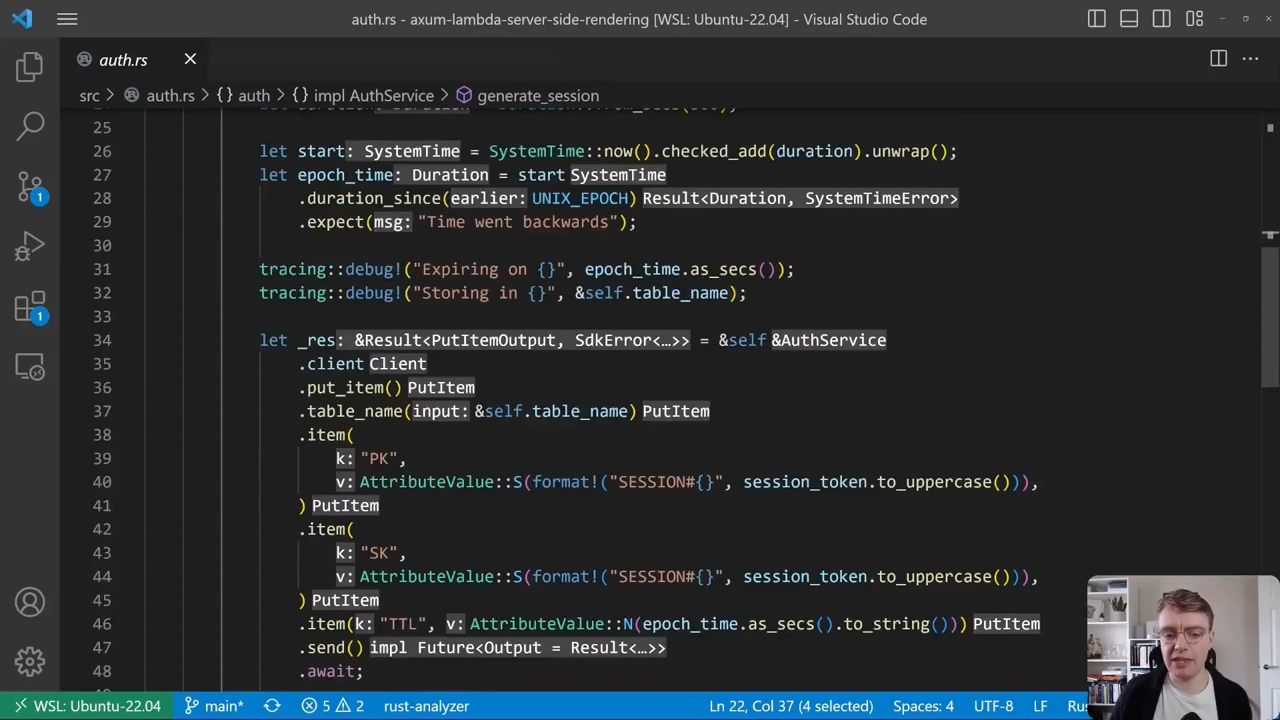 auth.rs - axum-lambda-server-side-rendering [WSL: Ubuntu-22.04] - Visual Studio Code
auth.rs
src > auth.rs > {} auth > {} impl AuthService > generate_session
25
26 let start: SystemTime = SystemTime::now().checked_add(duration).unwrap();
27 let epoch_time: Duration = start SystemTime
28 .duration_since(earlier: UNIX_EPOCH) Result<Duration, SystemTimeError>
29 .expect(msg: "Time went backwards");
30
31 tracing::debug!("Expiring on {}", epoch_time.as_secs());
32 tracing::debug!("Storing in {}", &self.table_name);
33
34 let _res: &Result<PutItemOutput, SdkError<…>> = &self &AuthService
35 .client Client
36 .put_item() PutItem
37 .table_name(input: &self.table_name) PutItem
38 .item(
39 k: "PK",
40 v: AttributeValue::S(format!("SESSION#{}", session_token.to_uppercase())),
41 ) PutItem
42 .item(
43 k: "SK",
44 v: AttributeValue::S(format!("SESSION#{}", session_token.to_uppercase())),
45 ) PutItem
46 .item(k: "TTL", v: AttributeValue::N(epoch_time.as_secs().to_string())) PutItem
47 .send() impl Future<Output = Result<…>>
48 .await;
1
1
WSL: Ubuntu-22.04 main* 5 2 rust-analyzer Ln 22, Col 37 (4 selected) Spaces: 4 UTF-8 LF